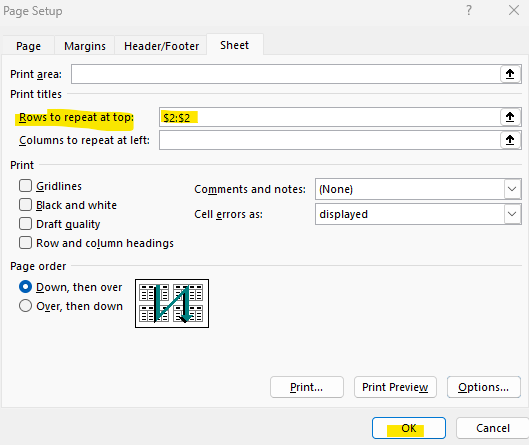 Page Setup ? ×
Page Margins Header/Footer Sheet
Print area:
Print titles
Rows to repeat at top: $2:$2
Columns to repeat at left:
Print
Gridlines Comments and notes: (None)
Black and white Cell errors as: displayed
Draft quality
Row and column headings
Page order
Down, then over
Over, then down
Print... Print Preview Options...
OK Cancel